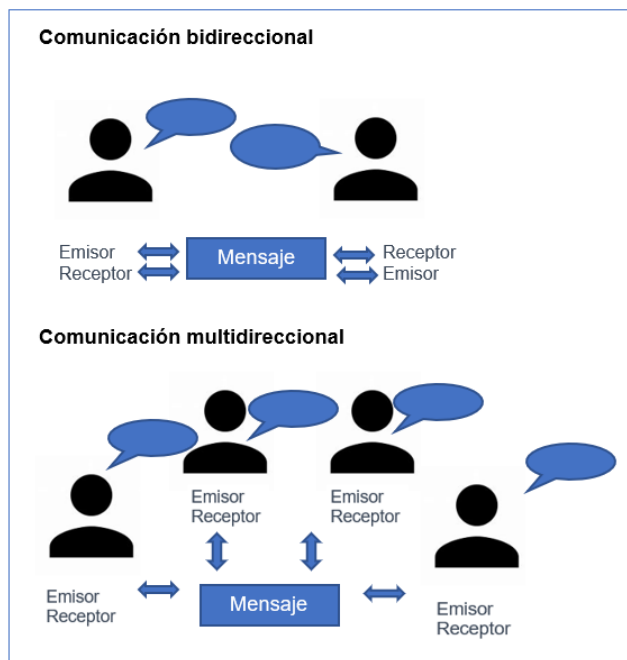 Comunicación bidireccional
Emisor
Receptor
Mensaje
Receptor
Emisor
Comunicación multidireccional
Emisor
Receptor
Emisor
Receptor
Emisor
Receptor
Mensaje
Emisor
Receptor